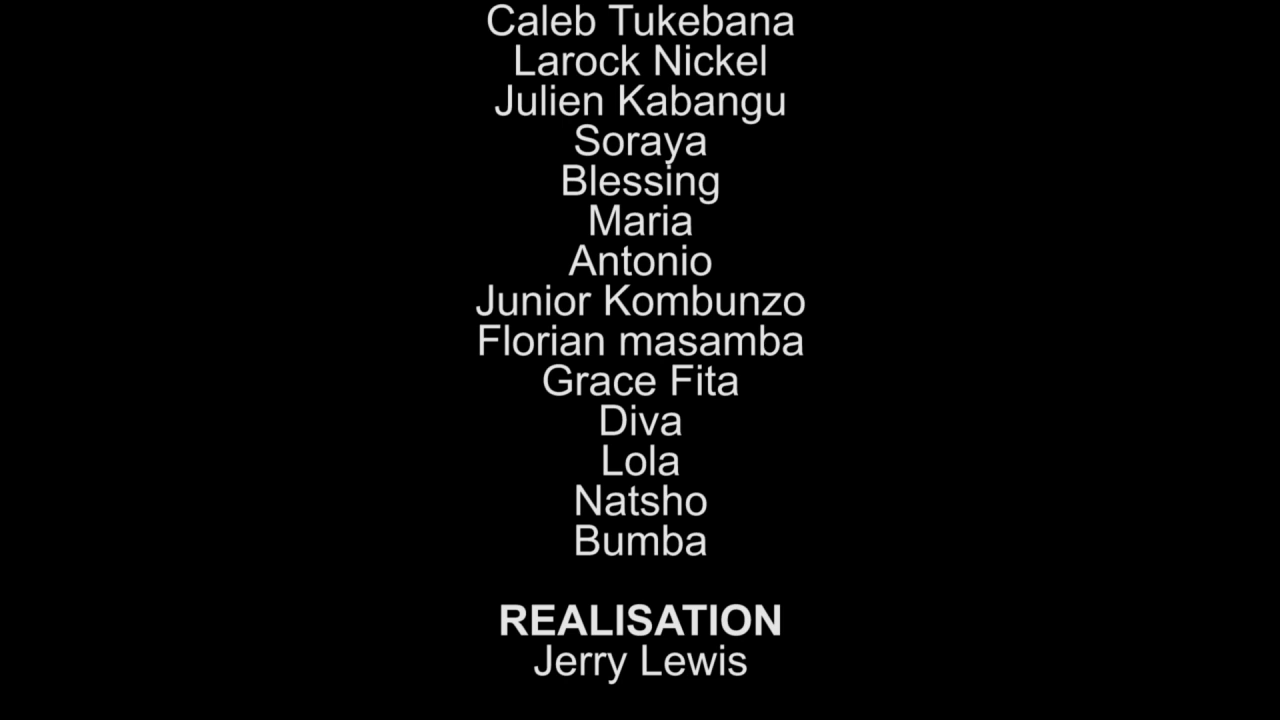 Caleb Tukebana
Larock Nickel
Julien Kabangu
Soraya
Blessing
Maria
Antonio
Junior Kombunzo
Florian masamba
Grace Fita
Diva
Lola
Natsho
Bumba
REALISATION
Jerry Lewis